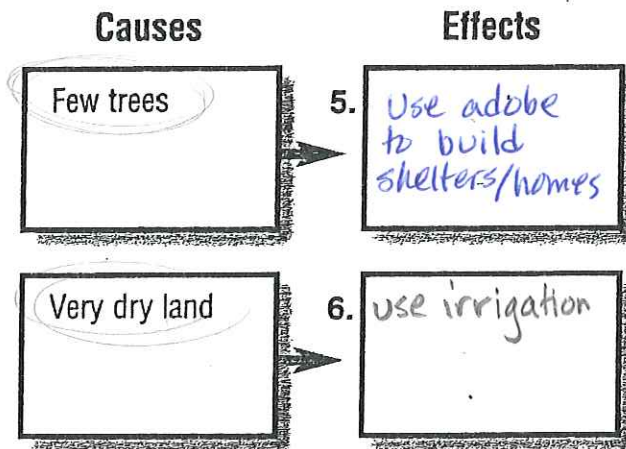 Causes Effects
Few trees
5. Use adobe
to build
shelters/homes
Very dry land
6. use irrigation